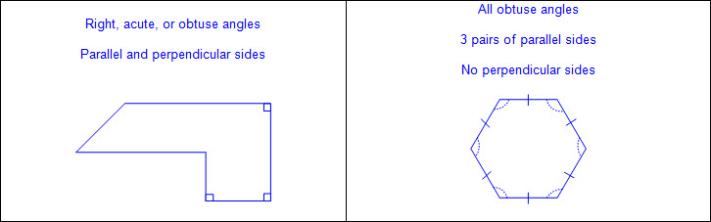 Right, acute, or obtuse angles
Parallel and perpendicular sides
All obtuse angles
3 pairs of parallel sides
No perpendicular sides